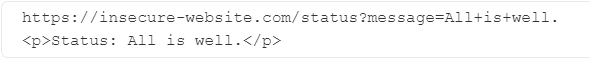 https://insecure-website.com/status?message=All+is+well.
<p>Status: All is well.</p>